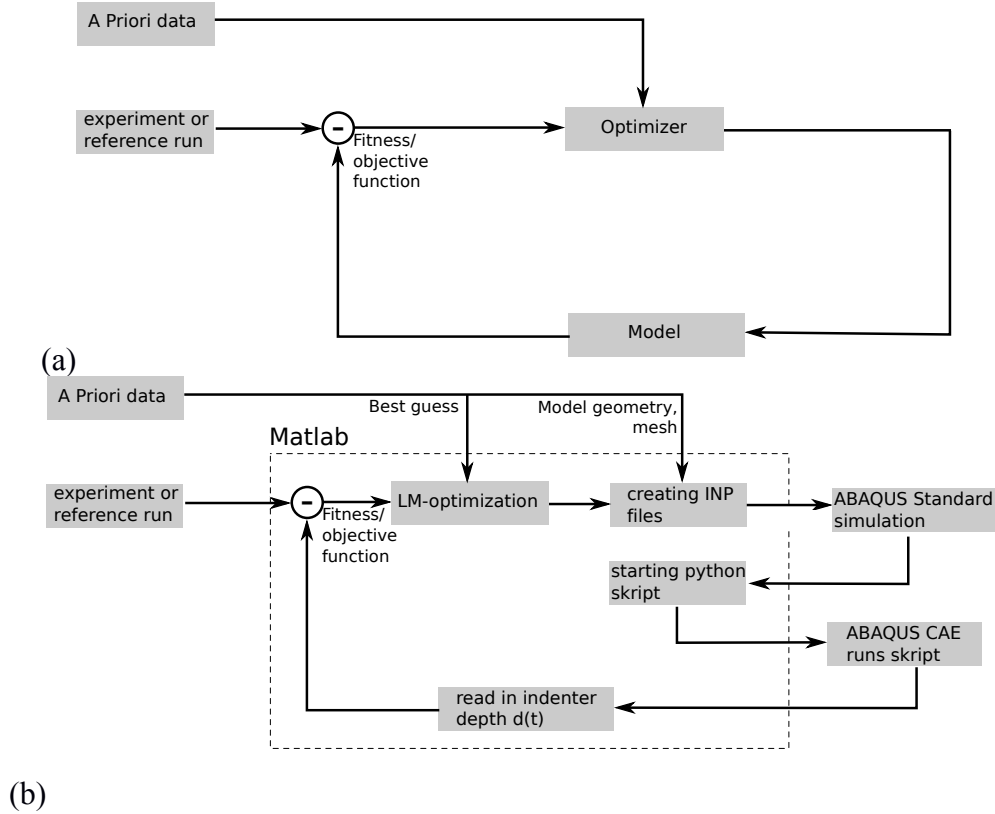 A Priori data
experiment or
reference run
-
Fitness/
objective
function
Optimizer
Model
(a)
A Priori data
Best guess
Model geometry,
mesh
Matlab
experiment or
reference run
-
Fitness/
objective
function
LM-optimization
creating INP
files
ABAQUS Standard
simulation
starting python
skript
ABAQUS CAE
runs skript
read in indenter
depth d(t)
(b)